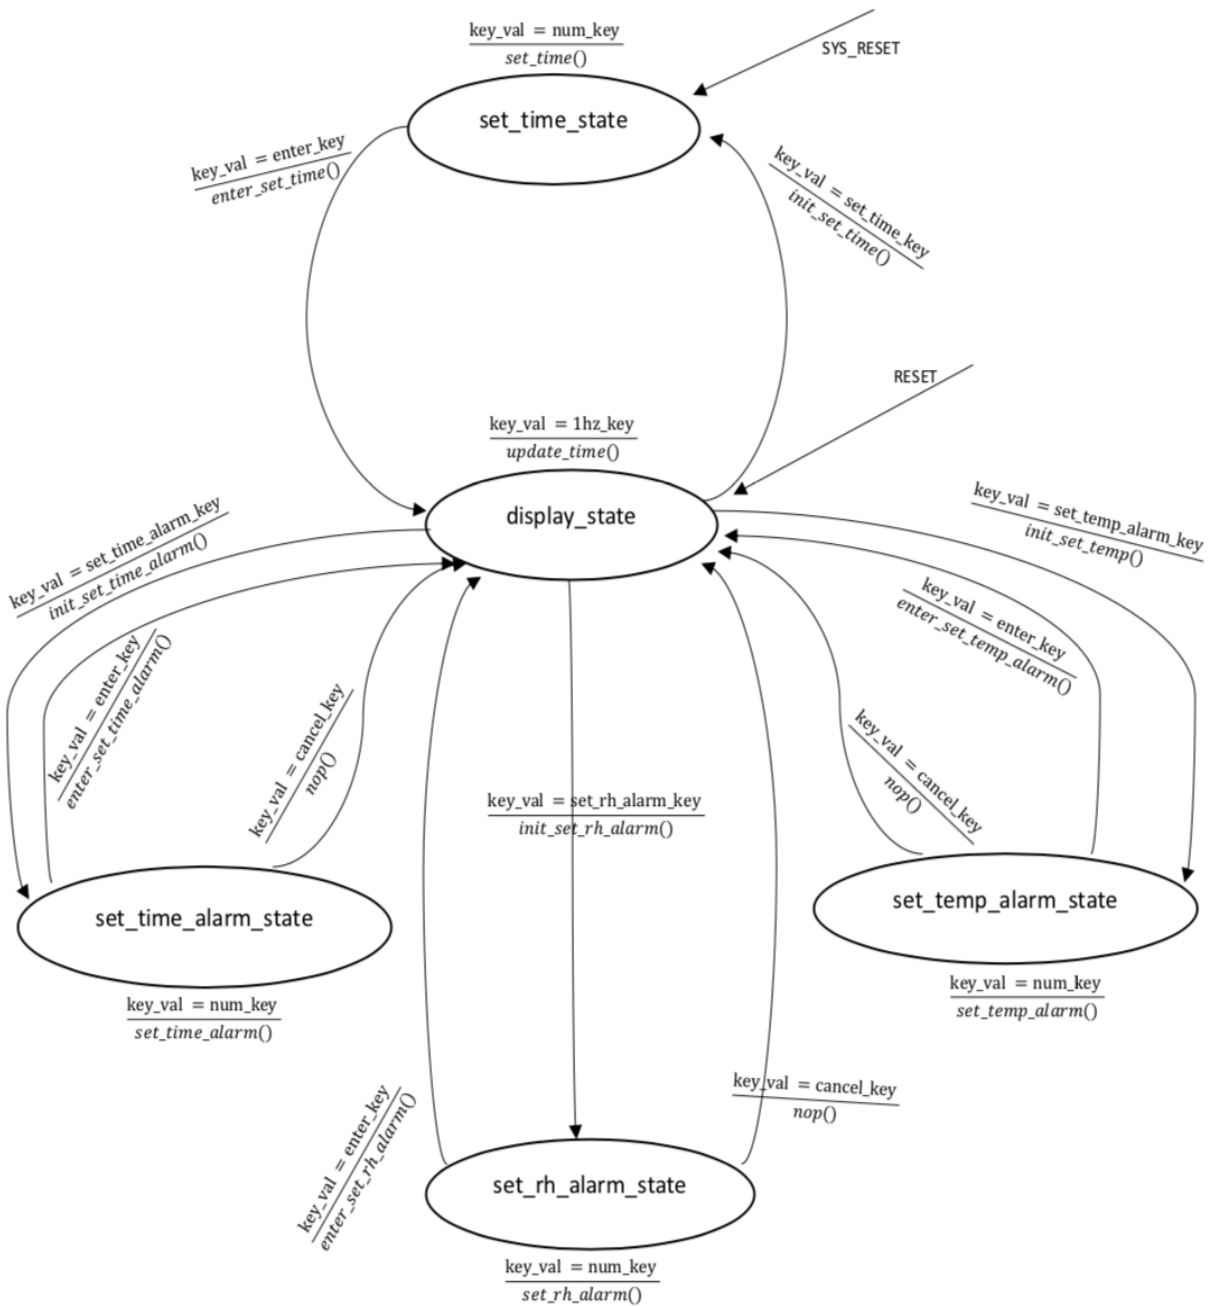 key_val = num_key
set_time()
SYS_RESET
set_time_state
key_val = enter_key
enter_set_time()
key_val = set_time_key
init_set_time()
RESET
key_val = 1hz_key
update_time()
display_state
key_val = set_time_alarm_key
init_set_time_alarm()
key_val = set_temp_alarm_key
init_set_temp()
key_val = enter_key
enter_set_temp_alarm()
key_val = enter_key
enter_set_time_alarm()
key_val = cancel_key
nop()
key_val = set_rh_alarm_key
init_set_rh_alarm()
key_val = cancel_key
nop()
set_time_alarm_state
key_val = num_key
set_time_alarm()
set_temp_alarm_state
key_val = num_key
set_temp_alarm()
key_val = enter_key
enter_set_rh_alarm()
key_val = cancel_key
nop()
set_rh_alarm_state
key_val = num_key
set_rh_alarm()